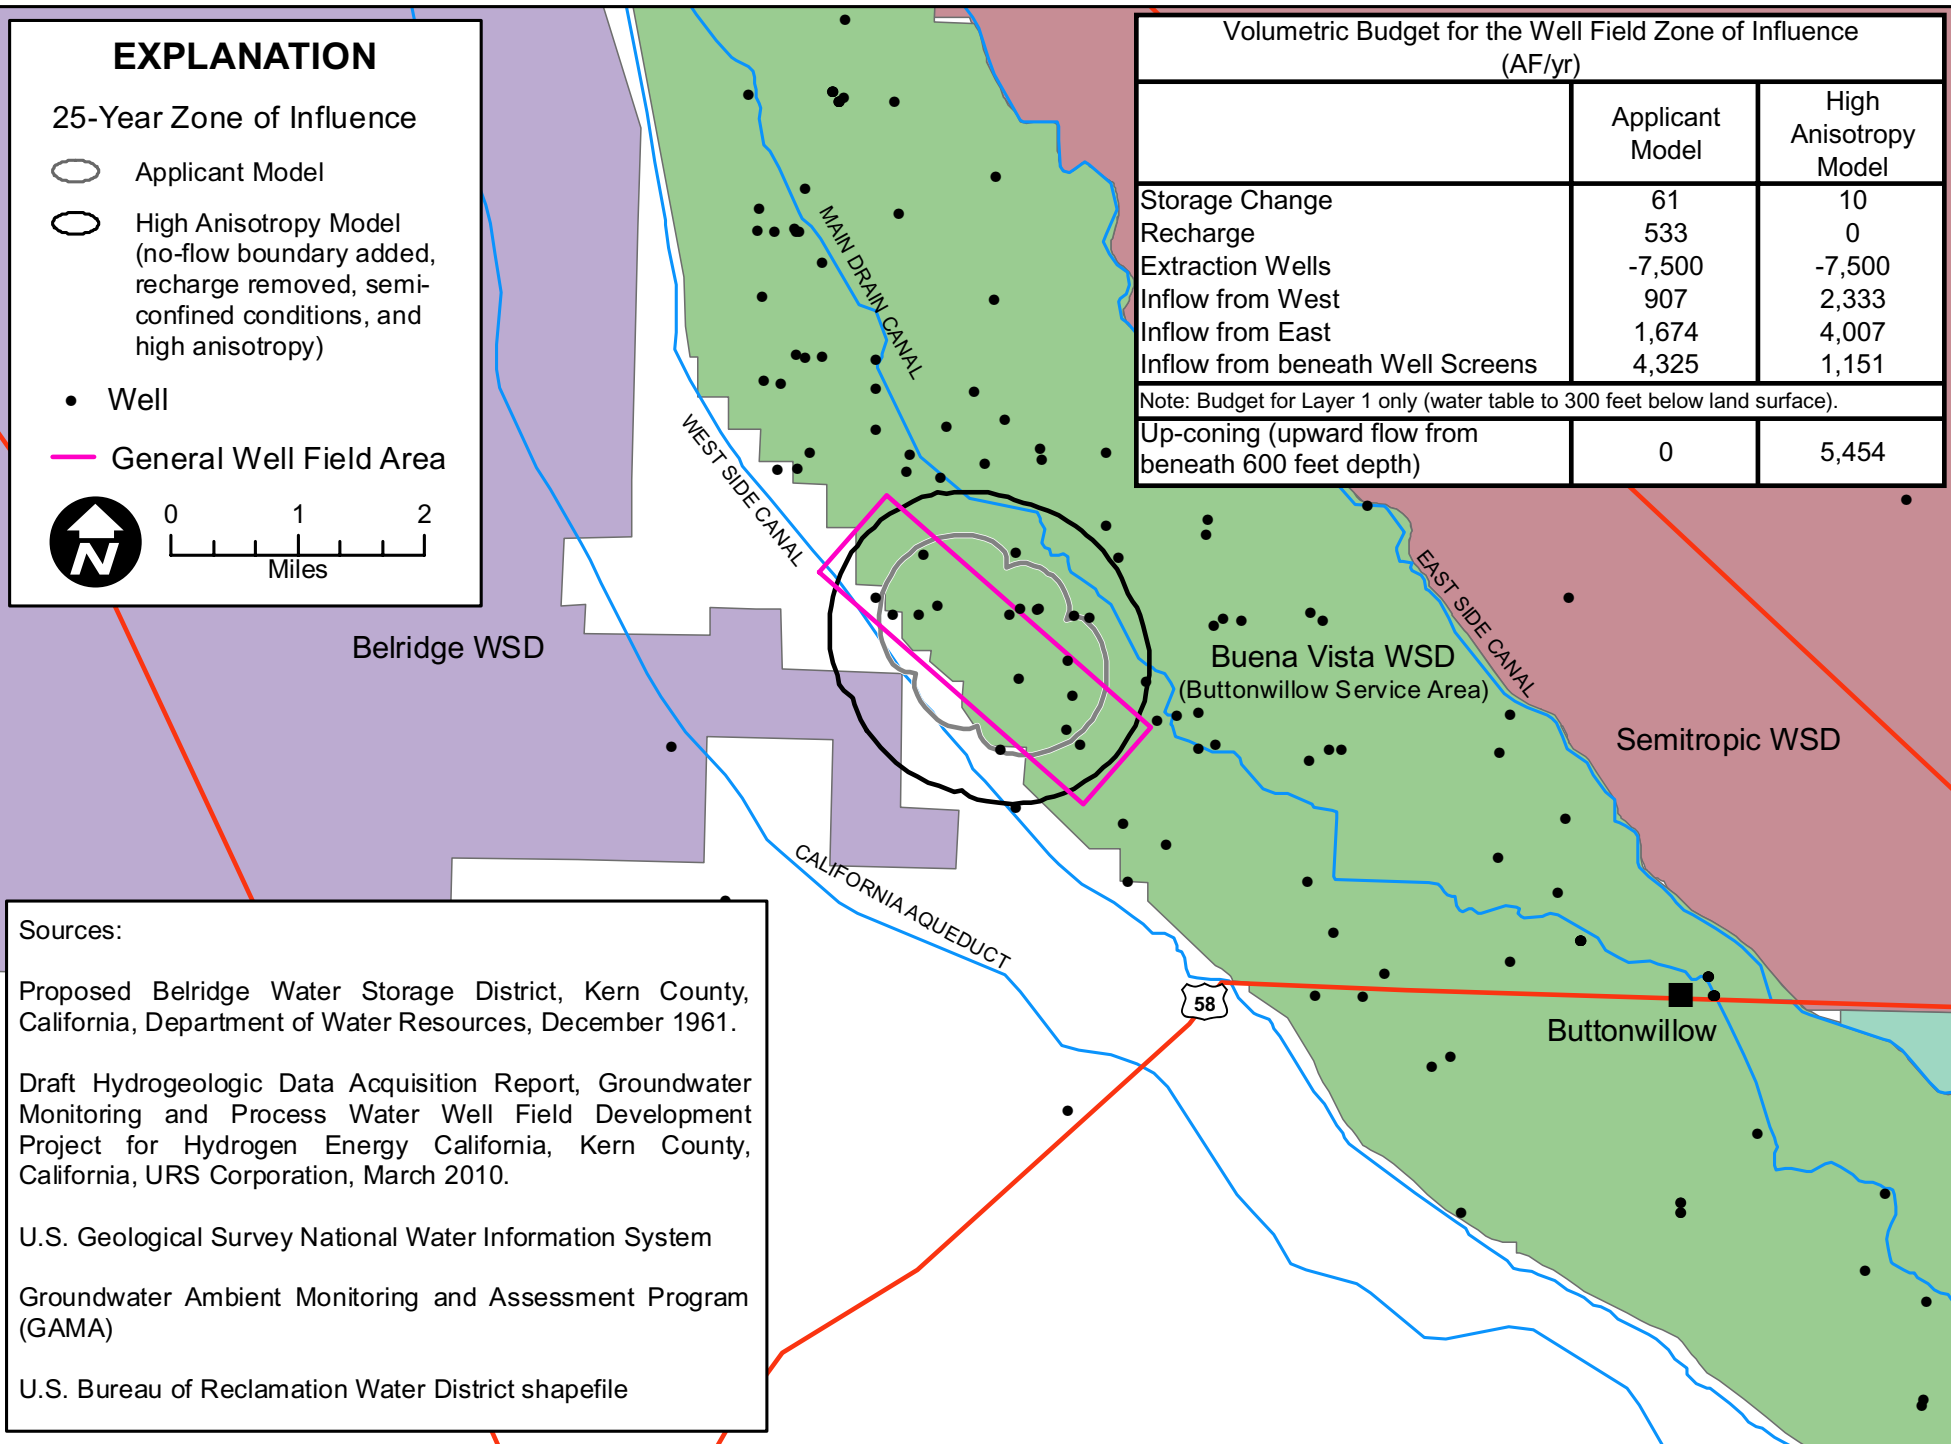 EXPLANATION
25-Year Zone of Influence
Applicant Model
High Anisotropy Model
(no-flow boundary added,
recharge removed, semi-
confined conditions, and
high anisotropy)
Well
General Well Field Area
N
0 1 2
Miles
Volumetric Budget for the Well Field Zone of Influence
(AF/yr)
Applicant
Model
High
Anisotropy
Model
Storage Change 61 10
Recharge 533 0
Extraction Wells -7,500 -7,500
Inflow from West 907 2,333
Inflow from East 1,674 4,007
Inflow from beneath Well Screens 4,325 1,151
Note: Budget for Layer 1 only (water table to 300 feet below land surface).
Up-coning (upward flow from
beneath 600 feet depth) 0 5,454
MAIN DRAIN CANAL
WEST SIDE CANAL
EAST SIDE CANAL
Belridge WSD
Buena Vista WSD
(Buttonwillow Service Area)
Semitropic WSD
CALIFORNIA AQUEDUCT
58
Buttonwillow
Sources:
Proposed Belridge Water Storage District, Kern County,
California, Department of Water Resources, December 1961.
Draft Hydrogeologic Data Acquisition Report, Groundwater
Monitoring and Process Water Well Field Development
Project for Hydrogen Energy California, Kern County,
California, URS Corporation, March 2010.
U.S. Geological Survey National Water Information System
Groundwater Ambient Monitoring and Assessment Program
(GAMA)
U.S. Bureau of Reclamation Water District shapefile